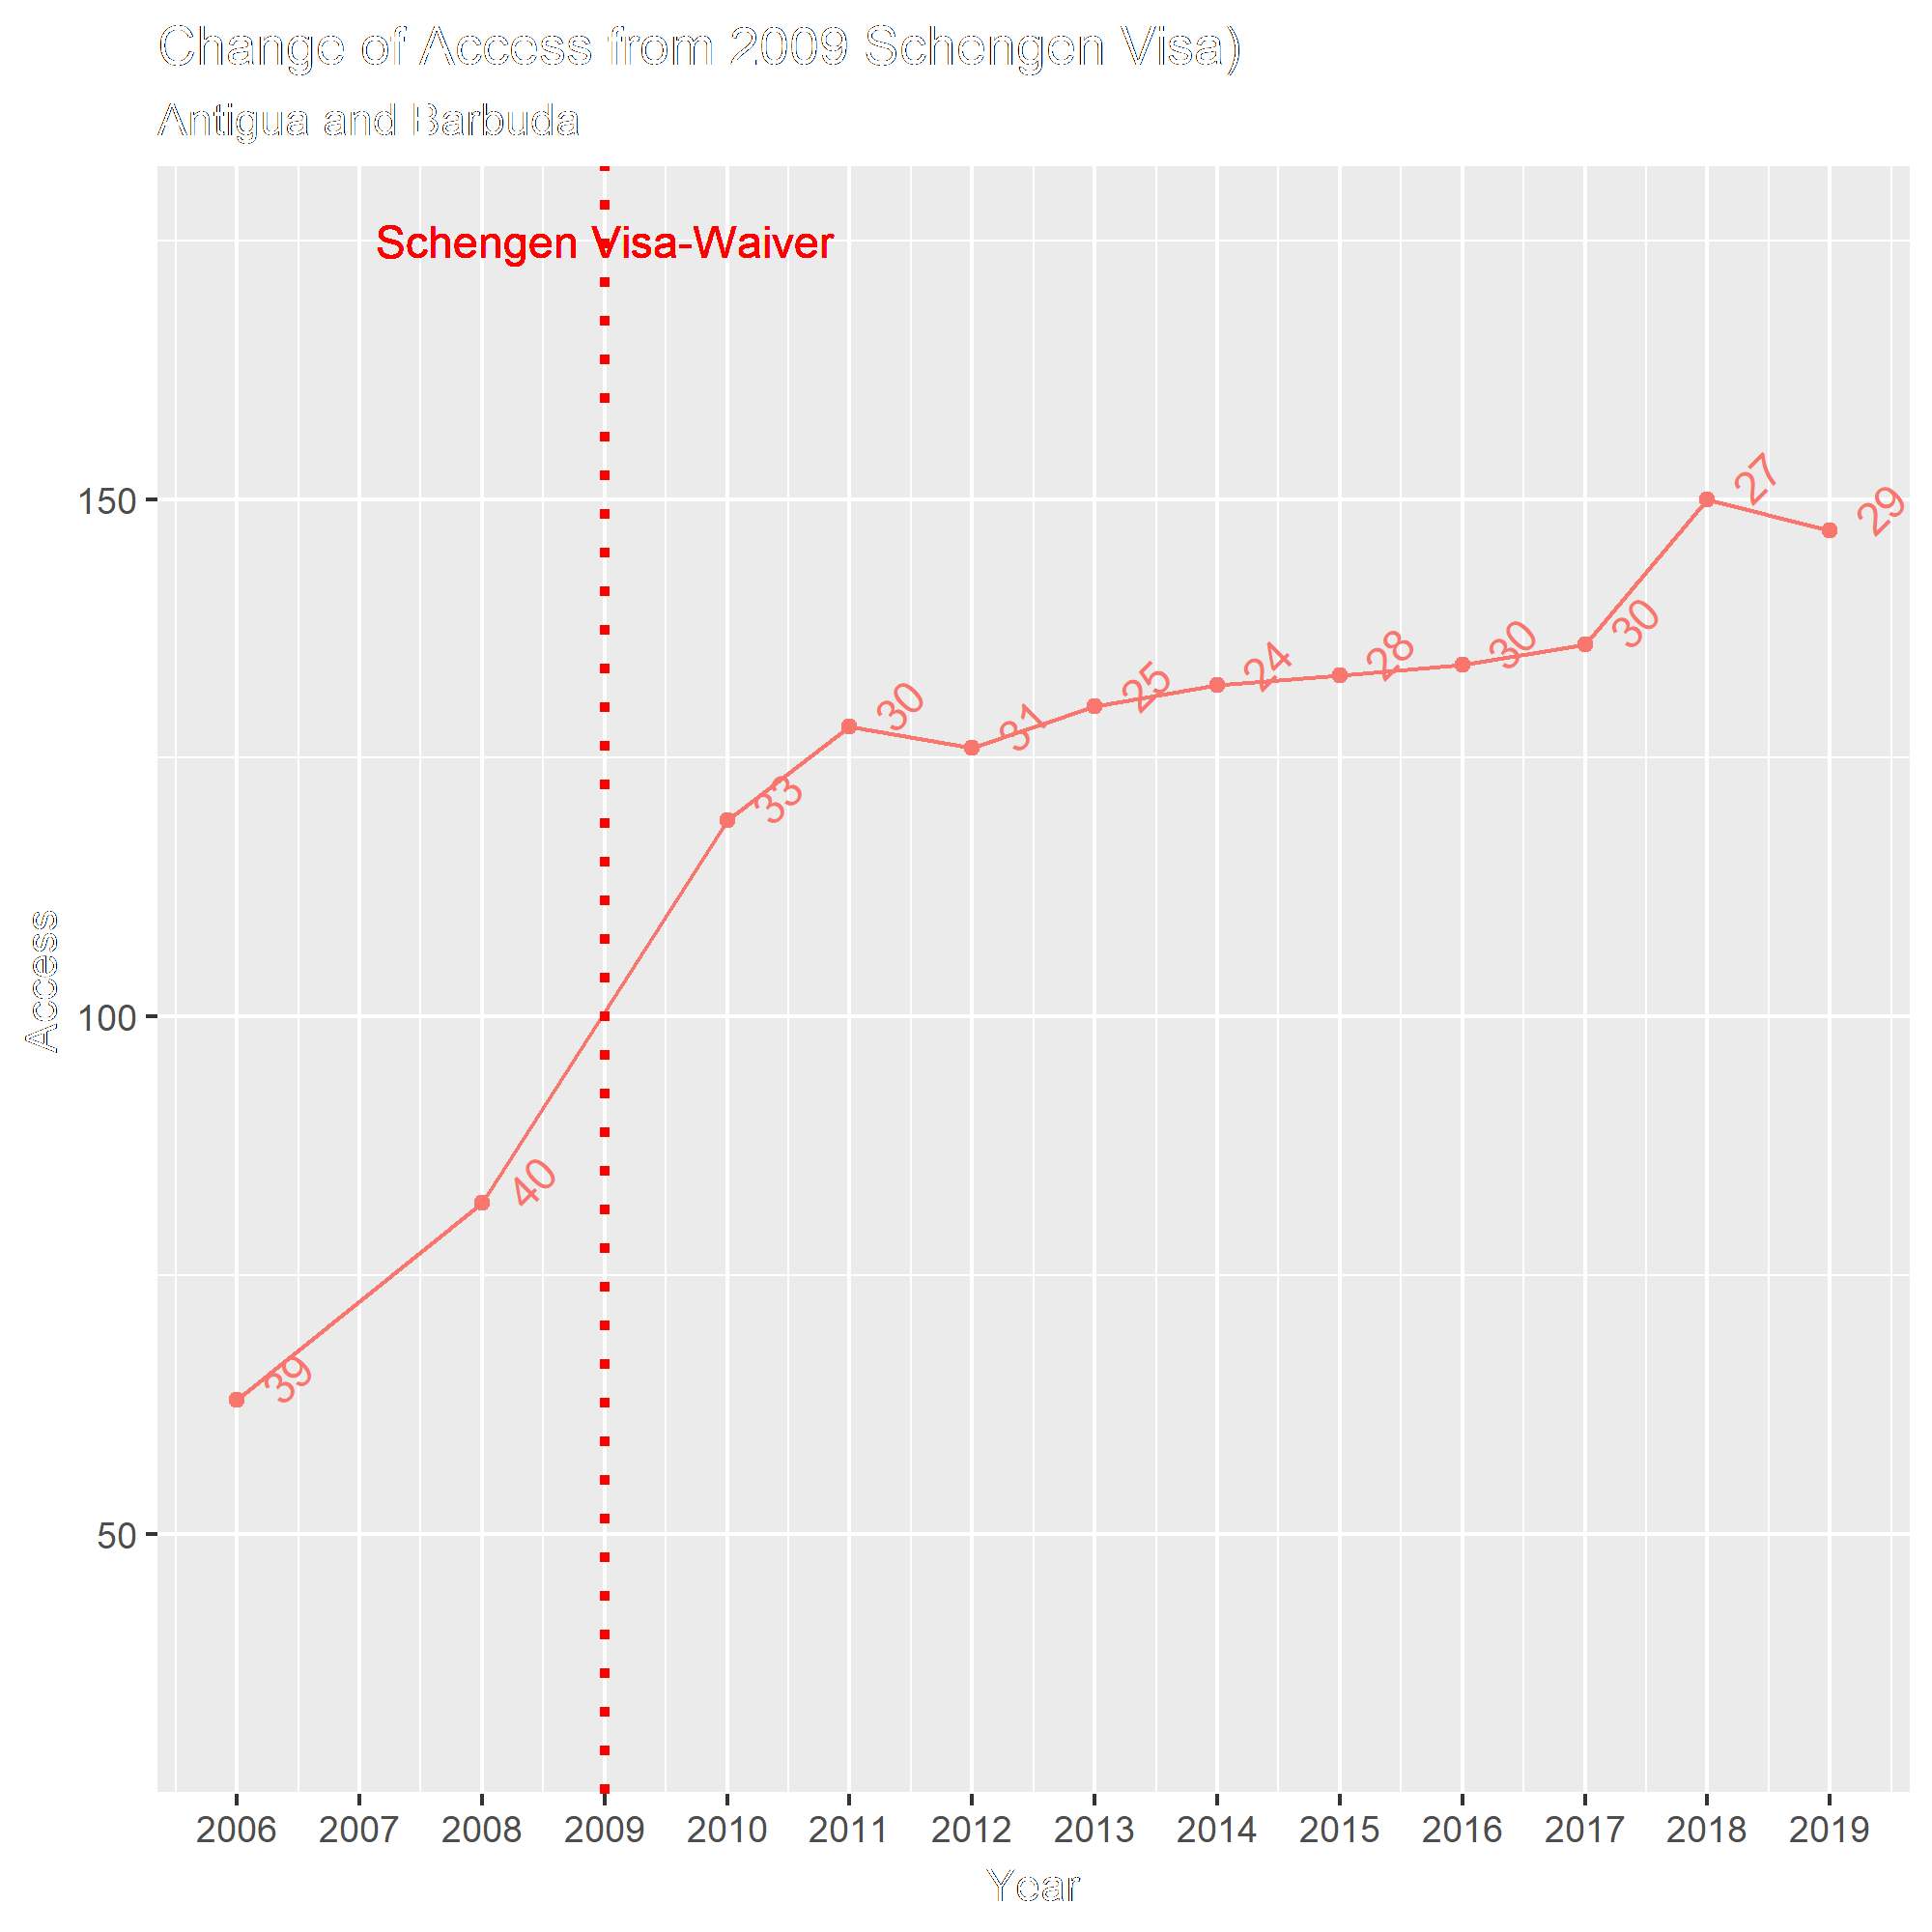 Change of Access from 2009 Schengen Visa)
Antigua and Barbuda
Schengen Visa-Waiver
150
100
50
Access
39
40
33
30
31
25
24
28
30
30
27
29
2006 2007 2008 2009 2010 2011 2012 2013 2014 2015 2016 2017 2018 2019
Year